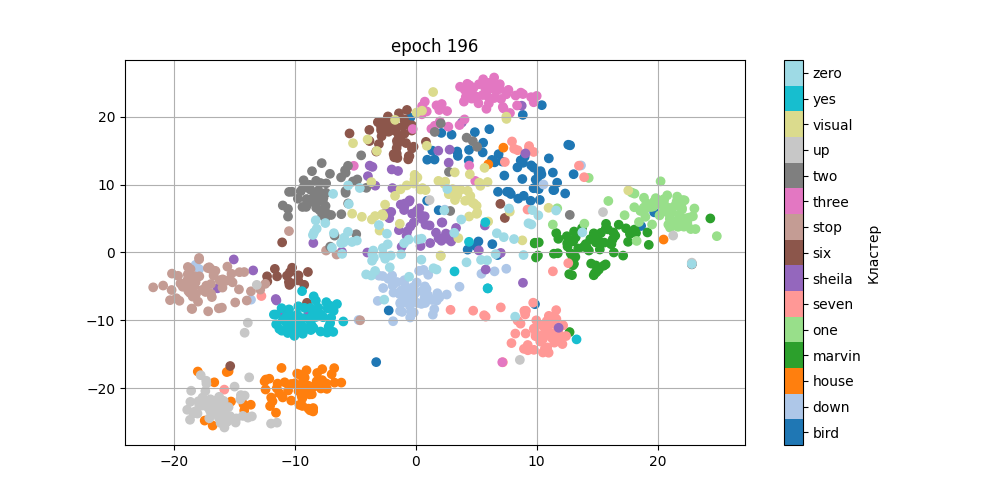 epoch 196
20
10
0
−10
−20
−20
−10
0
10
20
zero
yes
visual
up
two
three
stop
six
sheila
seven
one
marvin
house
down
bird
Кластер